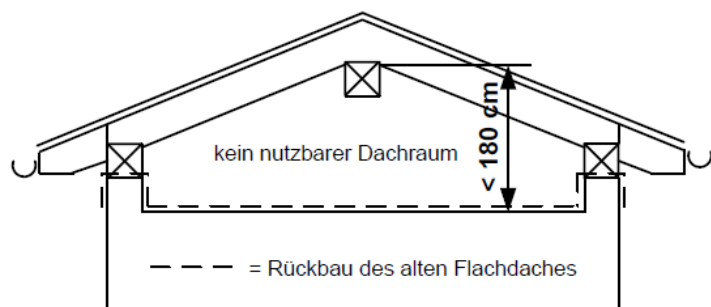 kein nutzbarer Dachraum
< 180 cm
= Rückbau des alten Flachdaches